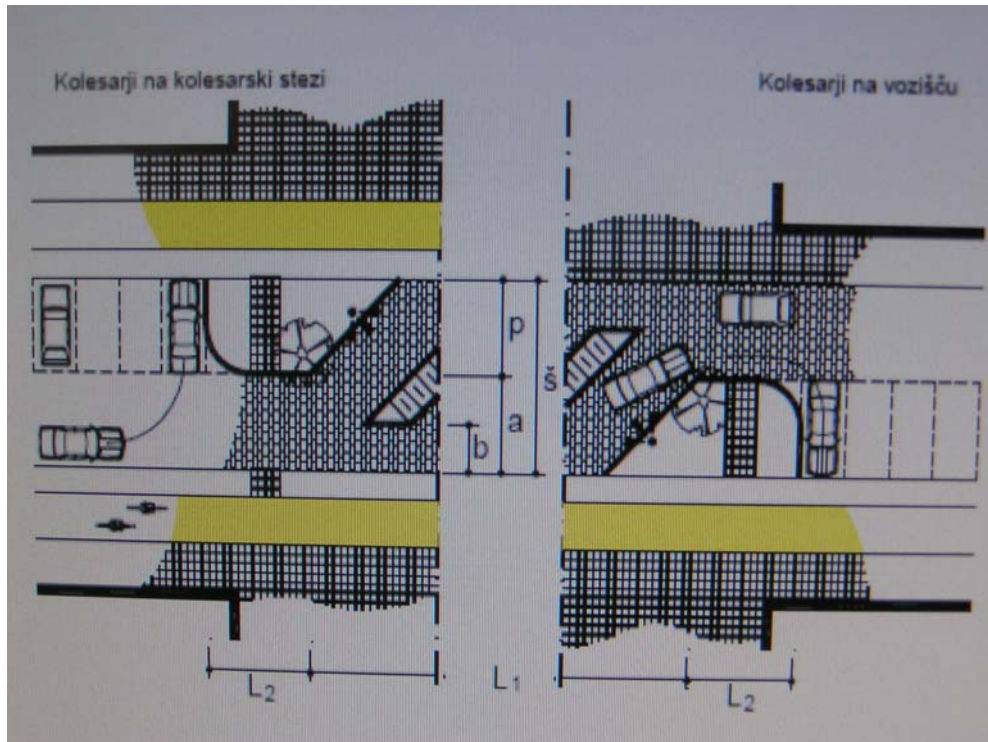 Kolesarji na kolesarski stezi
Kolesarji na vozišču
p
š
a
b
L2
L1
L2